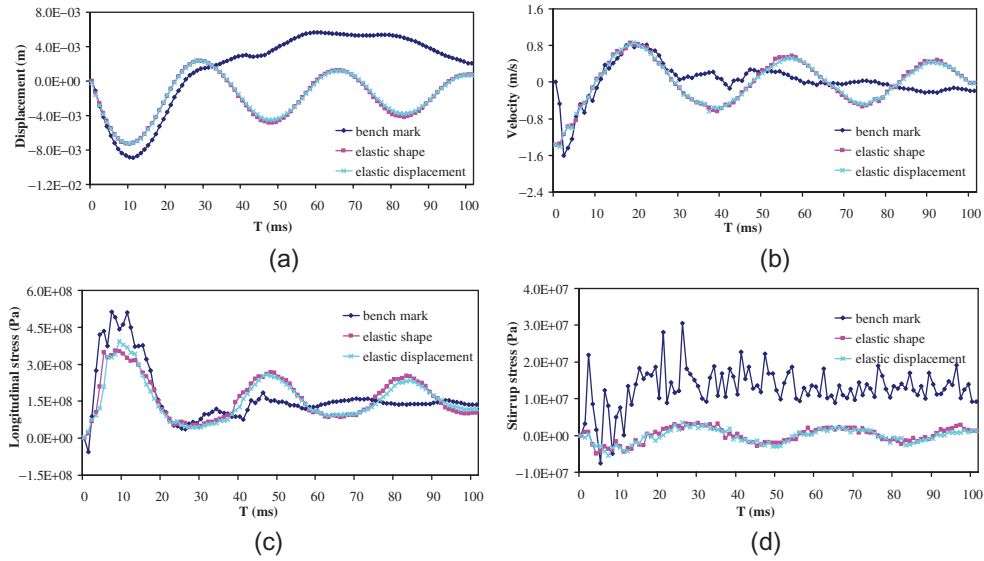 8.0E−03
4.0E−03
0.0E+00
−4.0E−03
−8.0E−03
−1.2E−02
Displacement (m)
bench mark
elastic shape
elastic displacement
0 10 20 30 40 50 60 70 80 90 100
T (ms)
(a)
1.6
0.8
0
−0.8
−1.6
−2.4
Velocity (m/s)
bench mark
elastic shape
elastic displacement
0 10 20 30 40 50 60 70 80 90 100
T (ms)
(b)
6.0E+08
4.5E+08
3.0E+08
1.5E+08
0.0E+00
−1.5E+08
Longitudinal stress (Pa)
bench mark
elastic shape
elastic displacement
0 10 20 30 40 50 60 70 80 90 100
T (ms)
(c)
4.0E+07
3.0E+07
2.0E+07
1.0E+07
0.0E+00
−1.0E+07
Stirrup stress (Pa)
bench mark
elastic shape
elastic displacement
0 10 20 30 40 50 60 70 80 90 100
T (ms)
(d)